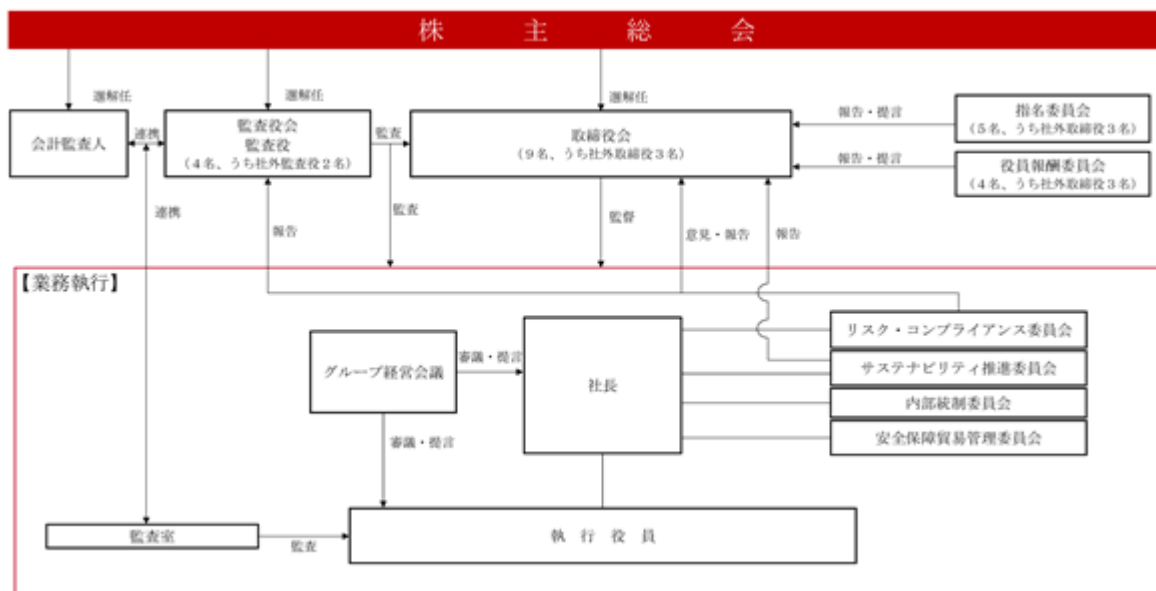 株主総会
選解任
選解任
選解任
会計監査人
連携
監査役会
監査役
(4名、うち社外監査役2名)
監査
取締役会
(9名、うち社外取締役3名)
報告・提言
指名委員会
(5名、うち社外取締役3名)
報告・提言
役員報酬委員会
(4名、うち社外取締役3名)
連携
報告
監査
監督
意見・報告
報告
【業務執行】
グループ経営会議
審議・提言
社長
リスク・コンプライアンス委員会
サステナビリティ推進委員会
内部統制委員会
安全保障貿易管理委員会
審議・提言
監査室
監査
執行役員